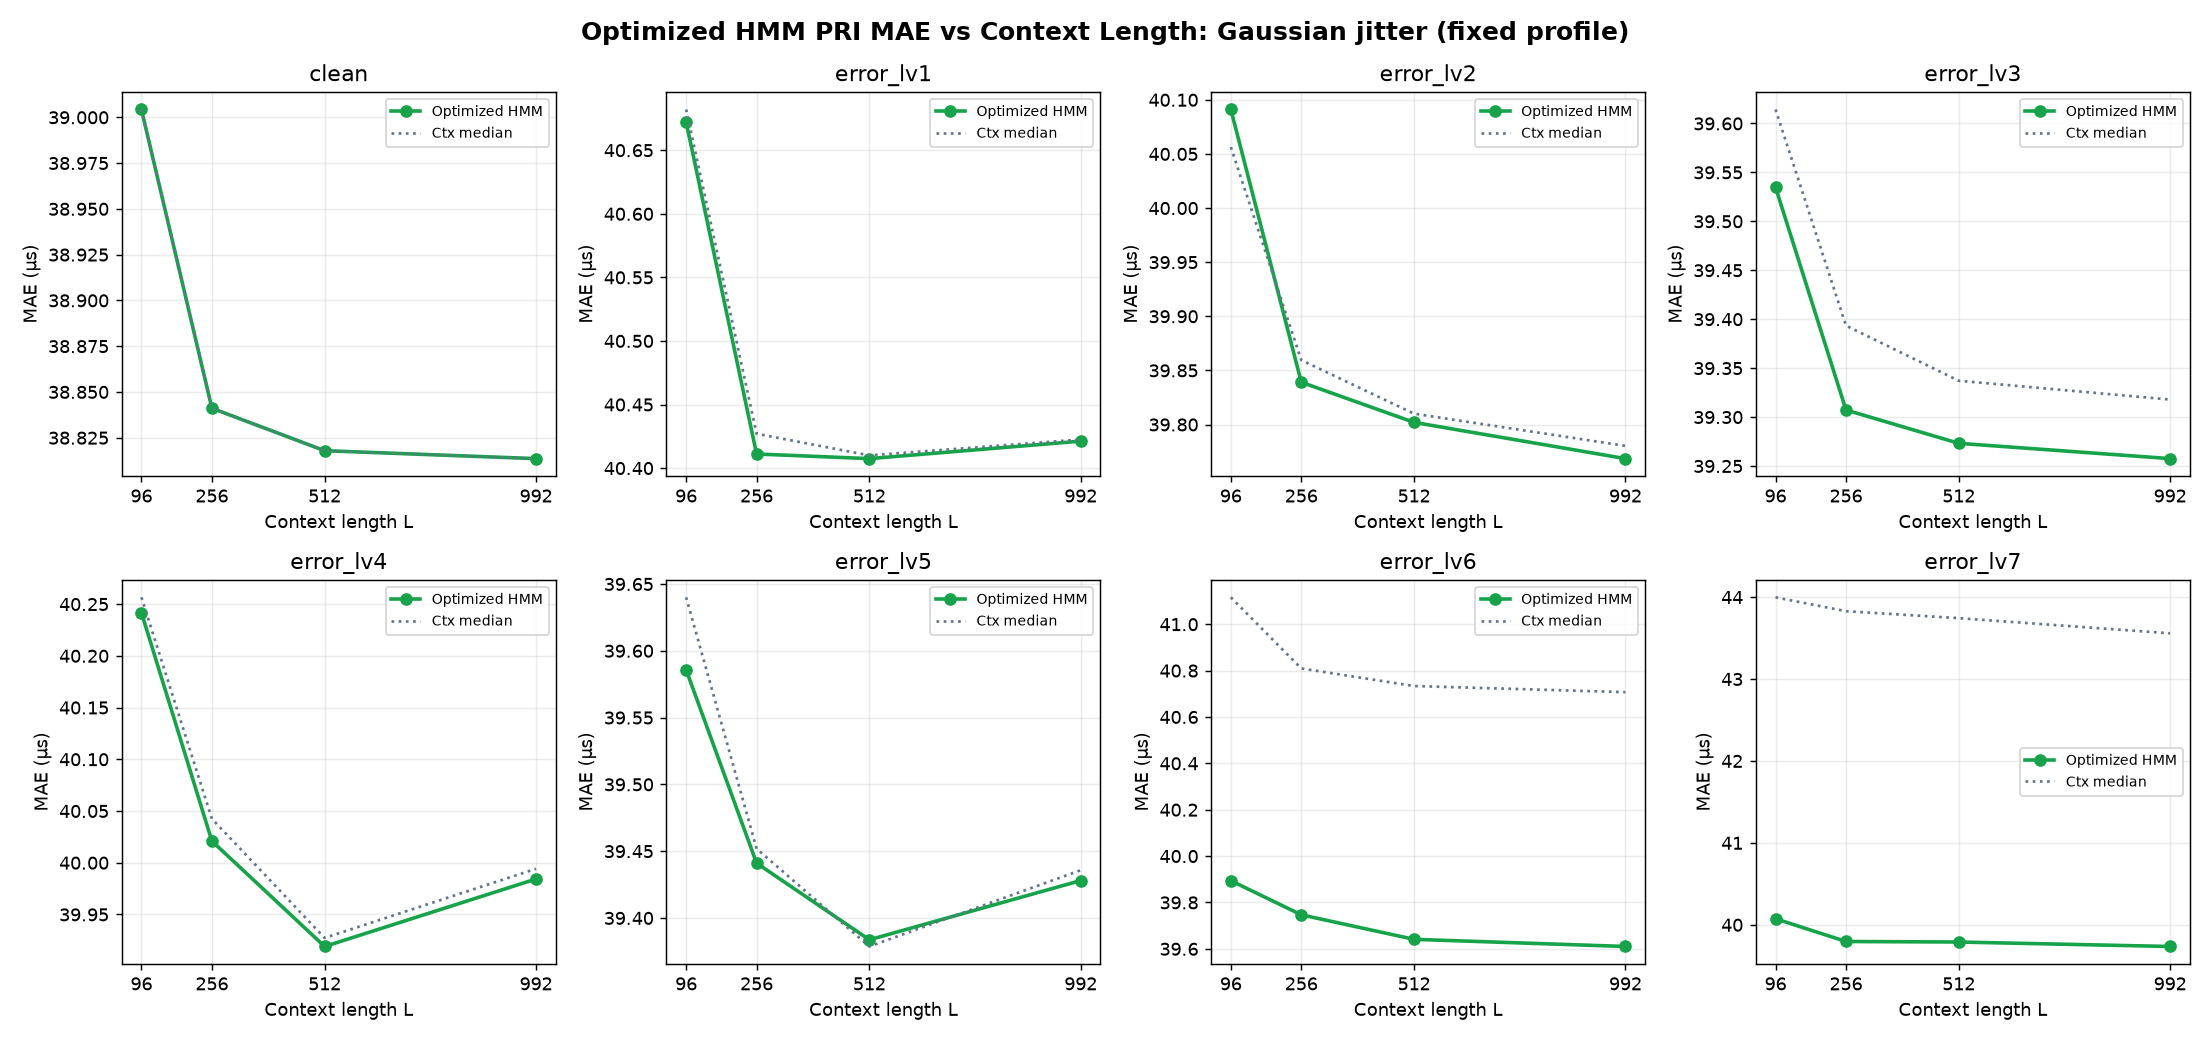 Optimized HMM PRI MAE vs Context Length: Gaussian jitter (fixed profile)
clean
MAE (µs)
39.000
38.975
38.950
38.925
38.900
38.875
38.850
38.825
Optimized HMM
Ctx median
96 256 512 992
Context length L
error_lv1
MAE (µs)
40.65
40.60
40.55
40.50
40.45
40.40
Optimized HMM
Ctx median
96 256 512 992
Context length L
error_lv2
MAE (µs)
40.10
40.05
40.00
39.95
39.90
39.85
39.80
Optimized HMM
Ctx median
96 256 512 992
Context length L
error_lv3
MAE (µs)
39.60
39.55
39.50
39.45
39.40
39.35
39.30
39.25
Optimized HMM
Ctx median
96 256 512 992
Context length L
error_lv4
MAE (µs)
40.25
40.20
40.15
40.10
40.05
40.00
39.95
Optimized HMM
Ctx median
96 256 512 992
Context length L
error_lv5
MAE (µs)
39.65
39.60
39.55
39.50
39.45
39.40
Optimized HMM
Ctx median
96 256 512 992
Context length L
error_lv6
MAE (µs)
41.0
40.8
40.6
40.4
40.2
40.0
39.8
39.6
Optimized HMM
Ctx median
96 256 512 992
Context length L
error_lv7
MAE (µs)
44
43
42
41
40
Optimized HMM
Ctx median
96 256 512 992
Context length L